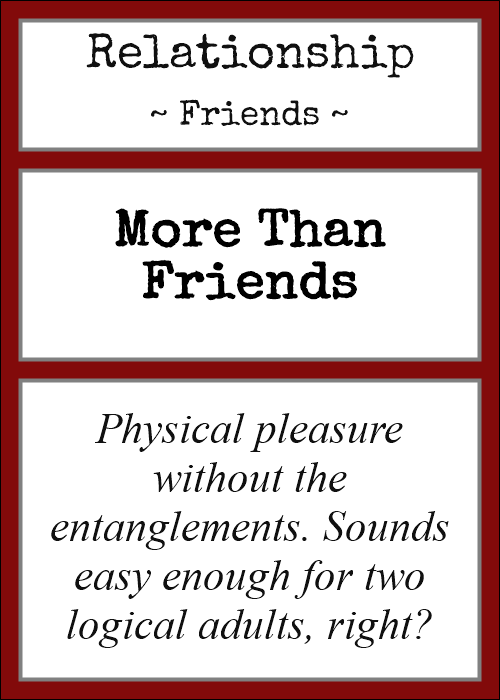 Relationship
~ Friends ~
More Than
Friends
Physical pleasure
without the
entanglements. Sounds
easy enough for two
logical adults, right?